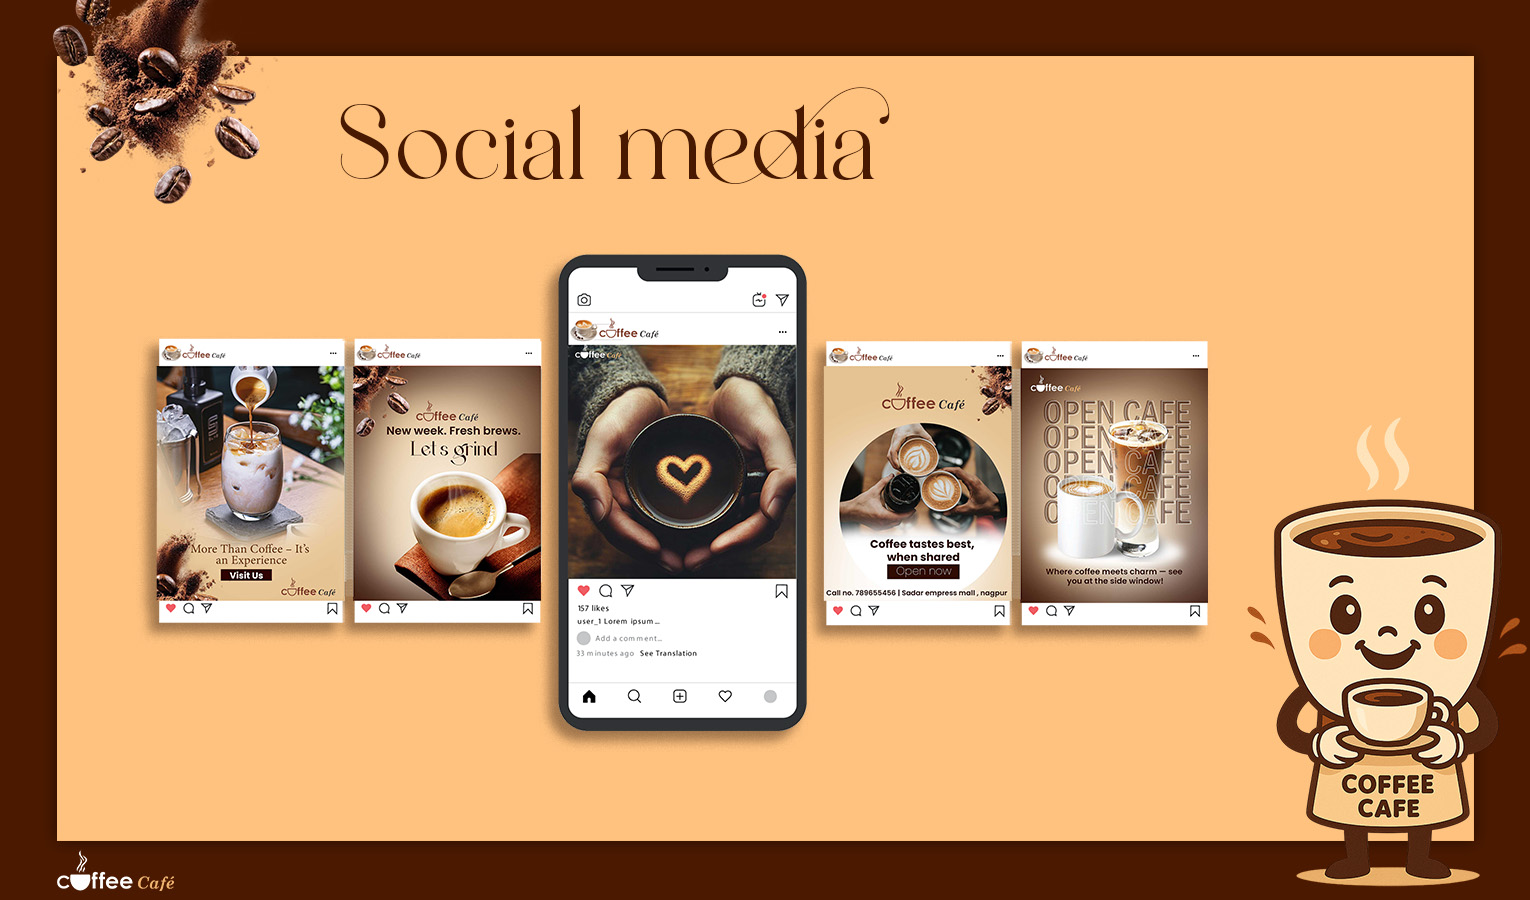 Social media
coffee Café
More Than Coffee – It's
an Experience
Visit Us
coffee Café
coffee Café
coffee Café
New week. Fresh brews.
Let s grind
coffee Café
coffee Café
157 likes
user_1 Lorem ipsum...
Add a comment...
33 minutes ago See Translation
coffee Café
coffee Café
Coffee tastes best,
when shared
Open now
Call no. 789655456 | Sadar empress mall , nagpur
coffee Café
coffee Café
OPEN CAFE
OPEN CAFE
OPEN CAFE
OPEN CAFE
OPEN CAFE
Where coffee meets charm — see
you at the side window!
COFFEE
CAFE
coffee Café